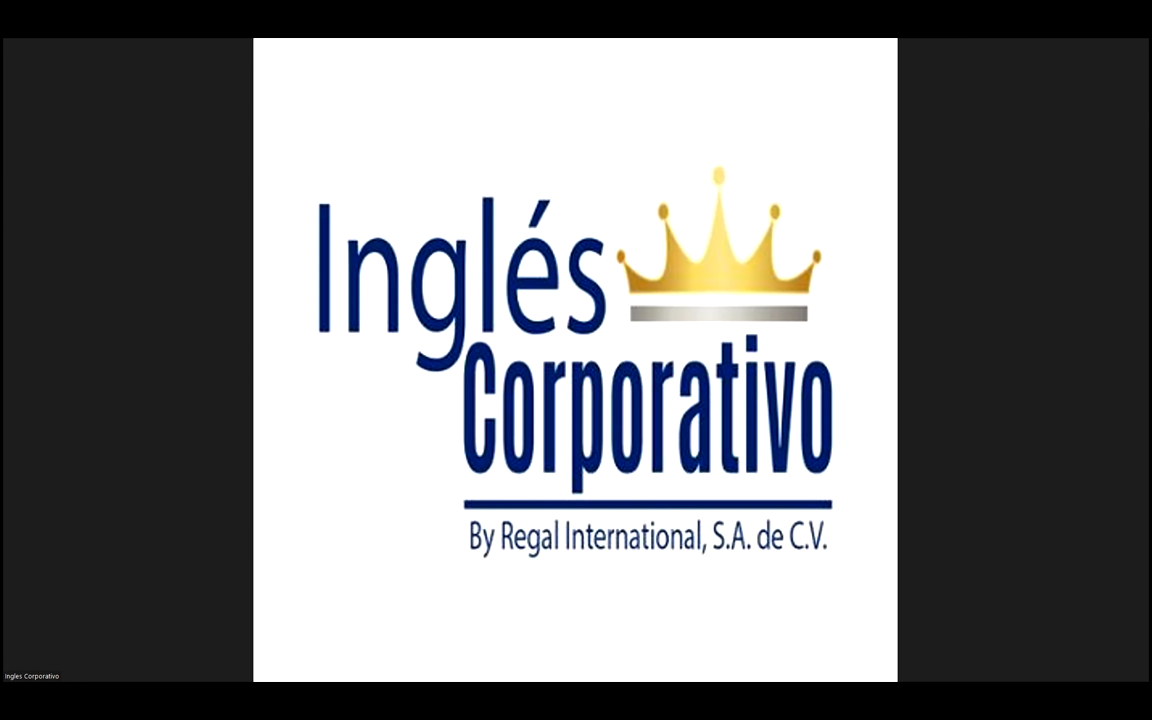 Inglés
Corporativo
By Regal International, S.A. de C.V.
Ingles Corporativo